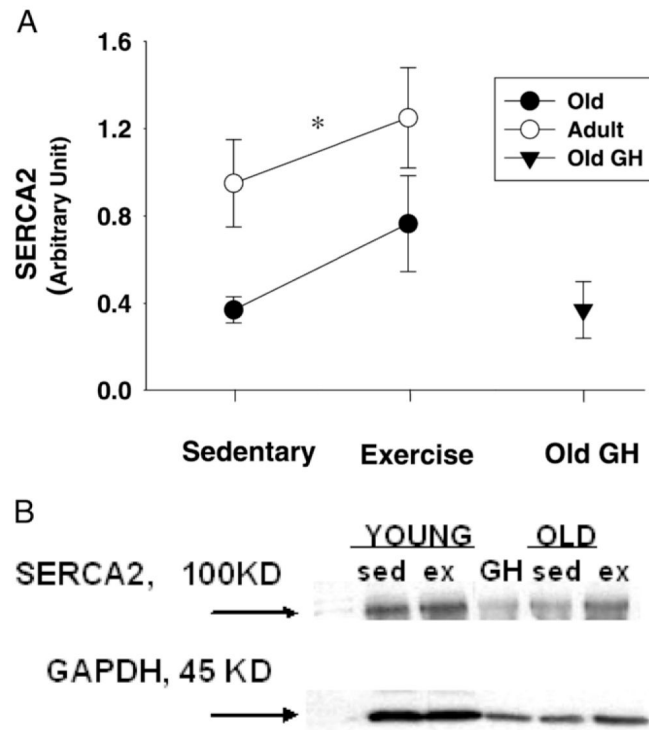 A
SERCA2
(Arbitrary Unit)
1.6
1.2
0.8
0.4
0.0
*
Old
Adult
Old GH
Sedentary Exercise Old GH
B
YOUNG OLD
SERCA2, 100KD sed ex GH sed ex
GAPDH, 45 KD